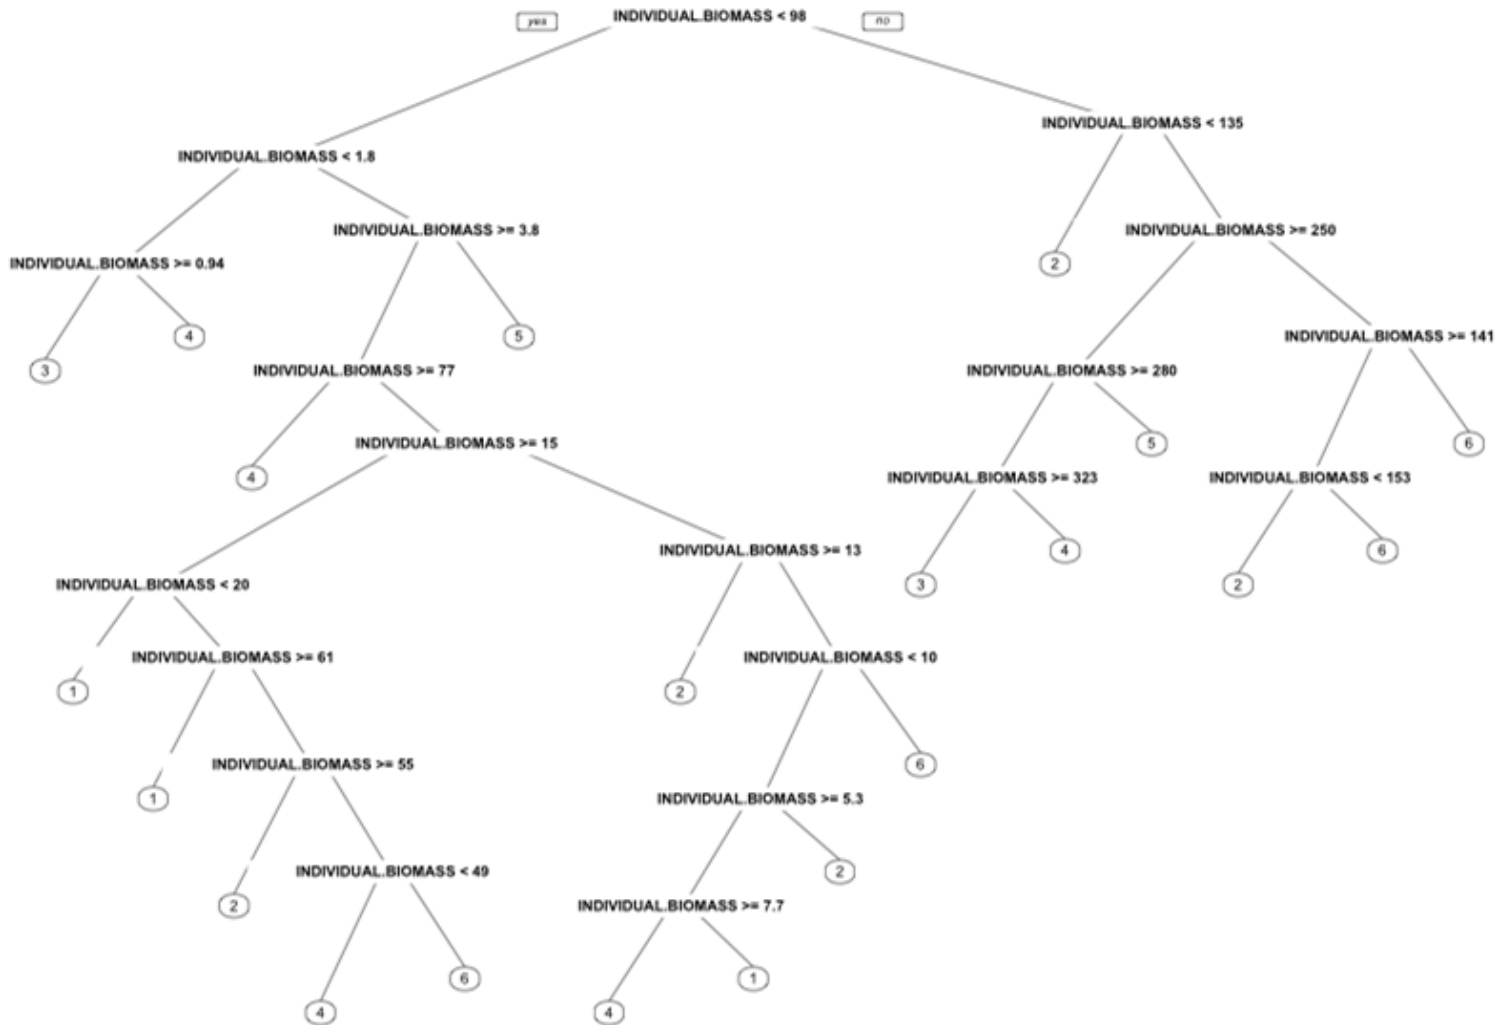 yes
INDIVIDUAL.BIOMASS < 98
no
INDIVIDUAL.BIOMASS < 135
INDIVIDUAL.BIOMASS < 1.8
INDIVIDUAL.BIOMASS >= 3.8
INDIVIDUAL.BIOMASS >= 250
INDIVIDUAL.BIOMASS >= 0.94
2
4
5
INDIVIDUAL.BIOMASS >= 141
3
INDIVIDUAL.BIOMASS >= 77
INDIVIDUAL.BIOMASS >= 280
INDIVIDUAL.BIOMASS >= 15
5
6
4
INDIVIDUAL.BIOMASS >= 323
INDIVIDUAL.BIOMASS < 153
INDIVIDUAL.BIOMASS >= 13
4
6
INDIVIDUAL.BIOMASS < 20
3
2
INDIVIDUAL.BIOMASS >= 61
INDIVIDUAL.BIOMASS < 10
1
2
INDIVIDUAL.BIOMASS >= 55
6
1
INDIVIDUAL.BIOMASS >= 5.3
INDIVIDUAL.BIOMASS < 49
2
2
INDIVIDUAL.BIOMASS >= 7.7
6
1
4
4